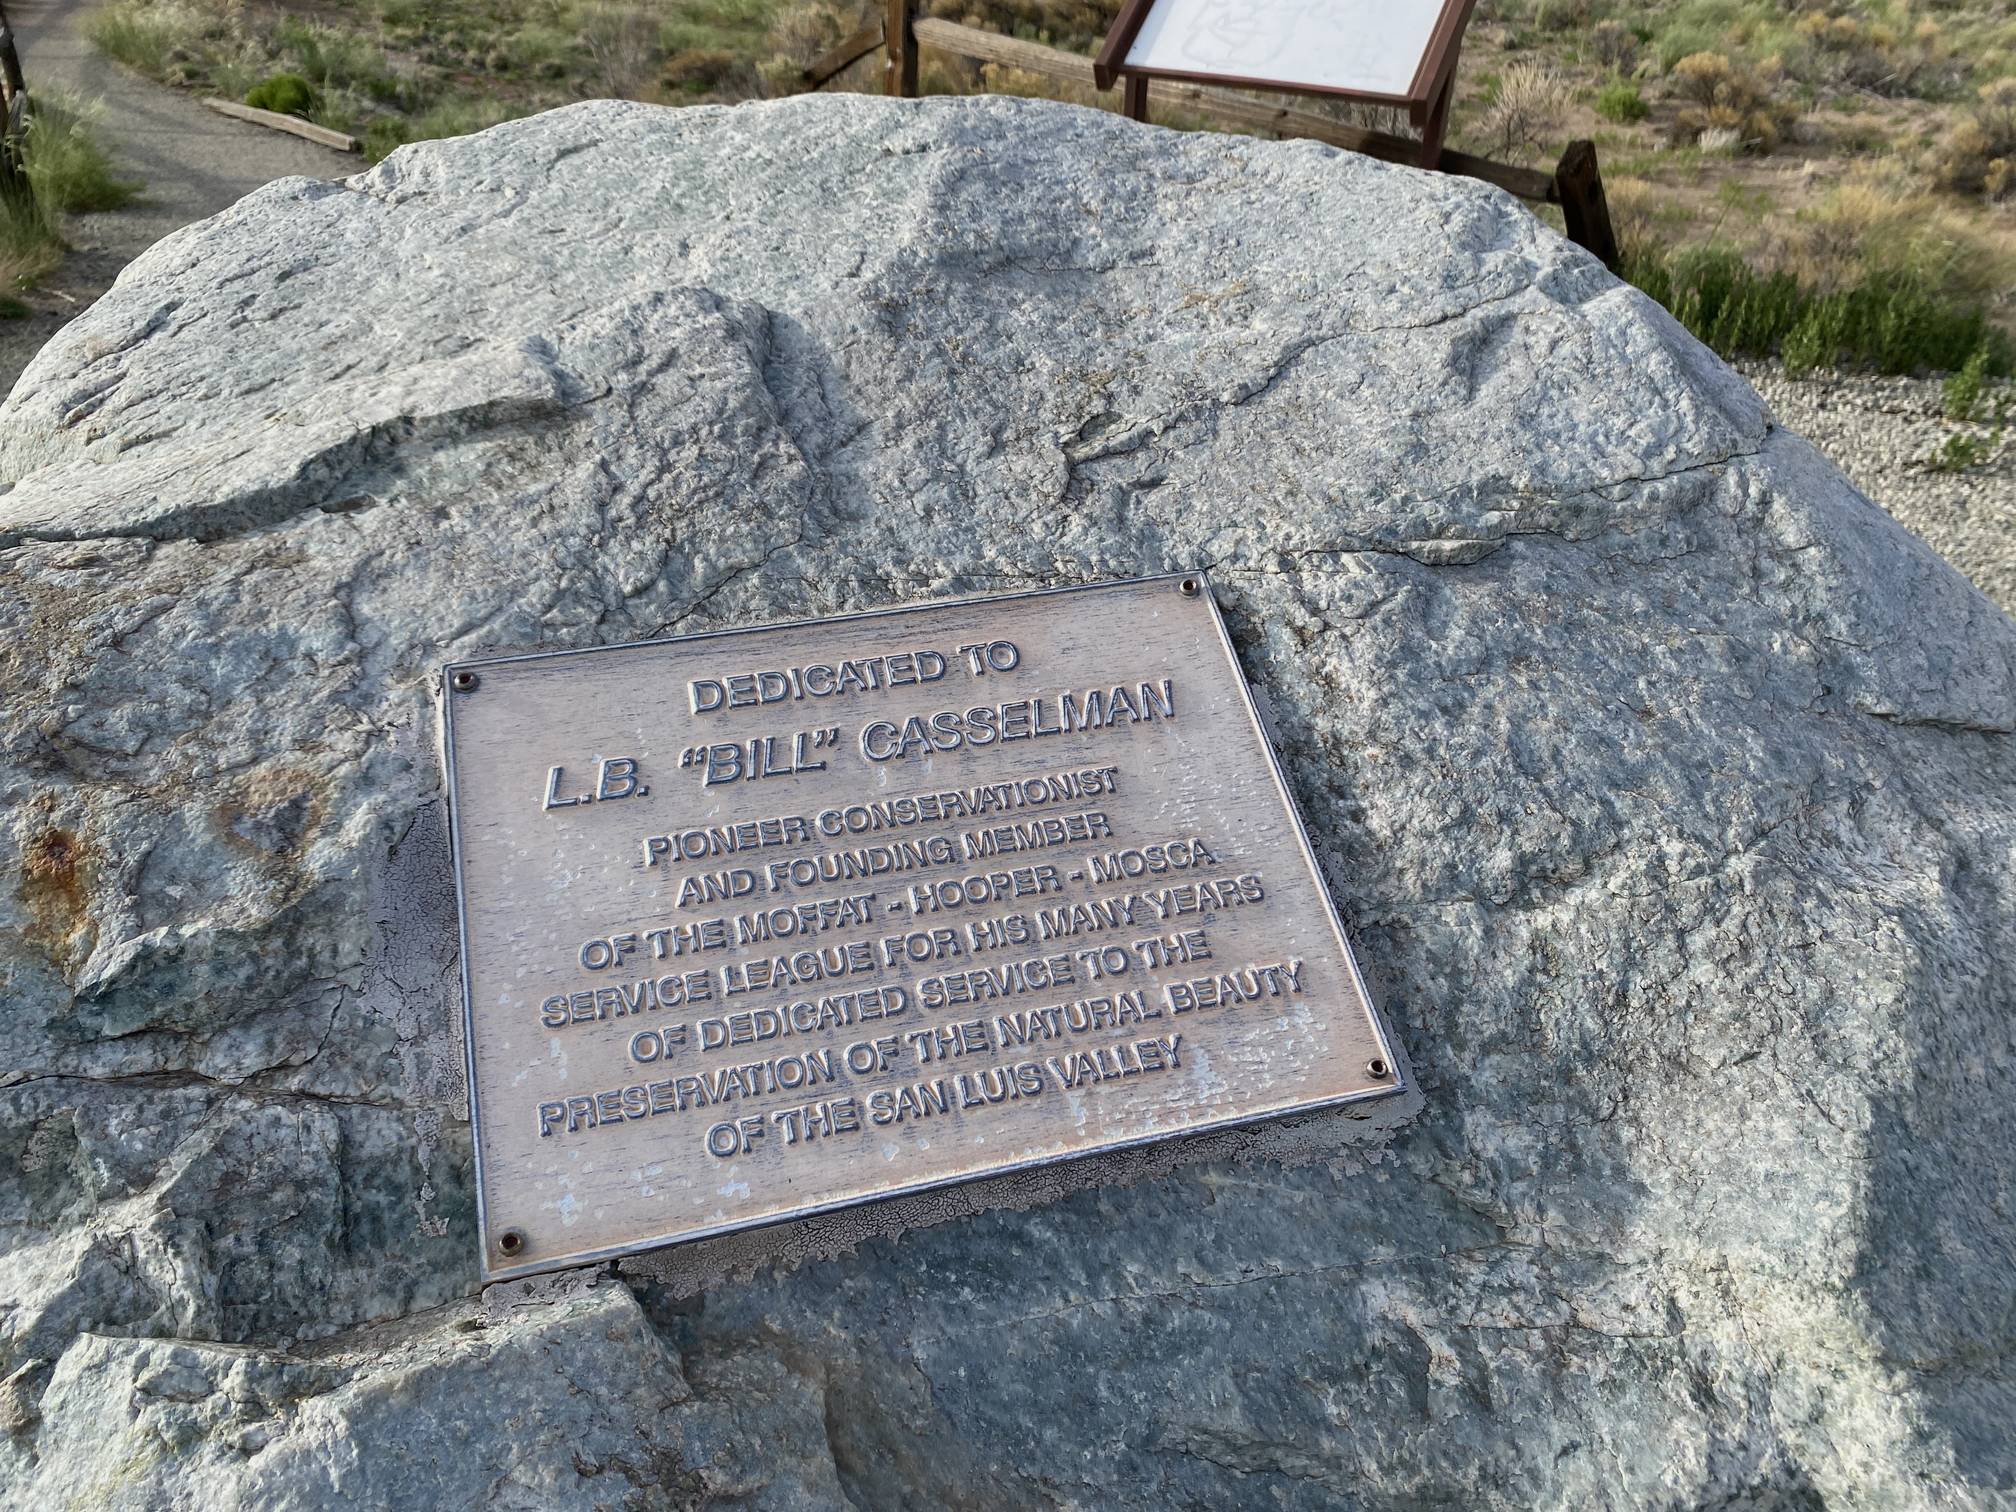 DEDICATED TO
L.B. “BILL” CASSELMAN
PIONEER CONSERVATIONIST
AND FOUNDING MEMBER
OF THE MOFFAT - HOOPER - MOSCA
SERVICE LEAGUE FOR HIS MANY YEARS
OF DEDICATED SERVICE TO THE
PRESERVATION OF THE NATURAL BEAUTY
OF THE SAN LUIS VALLEY